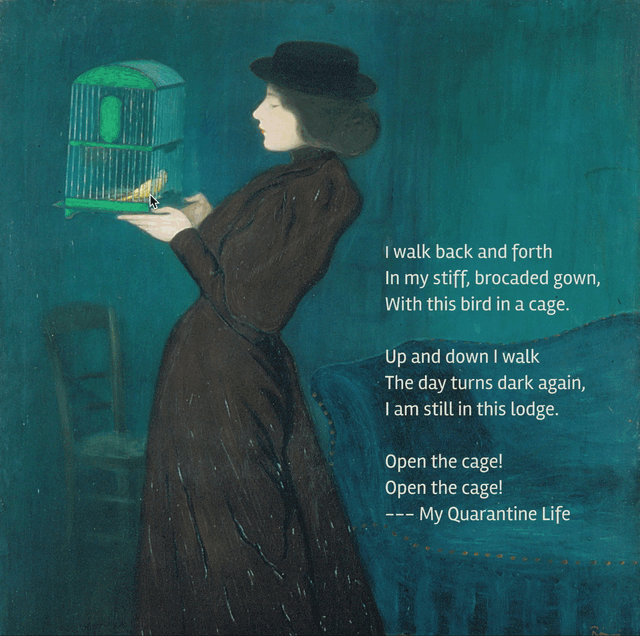 I walk back and forth
In my stiff, brocaded gown,
With this bird in a cage.
Up and down I walk
The day turns dark again,
I am still in this lodge.
Open the cage!
Open the cage!
--- My Quarantine Life